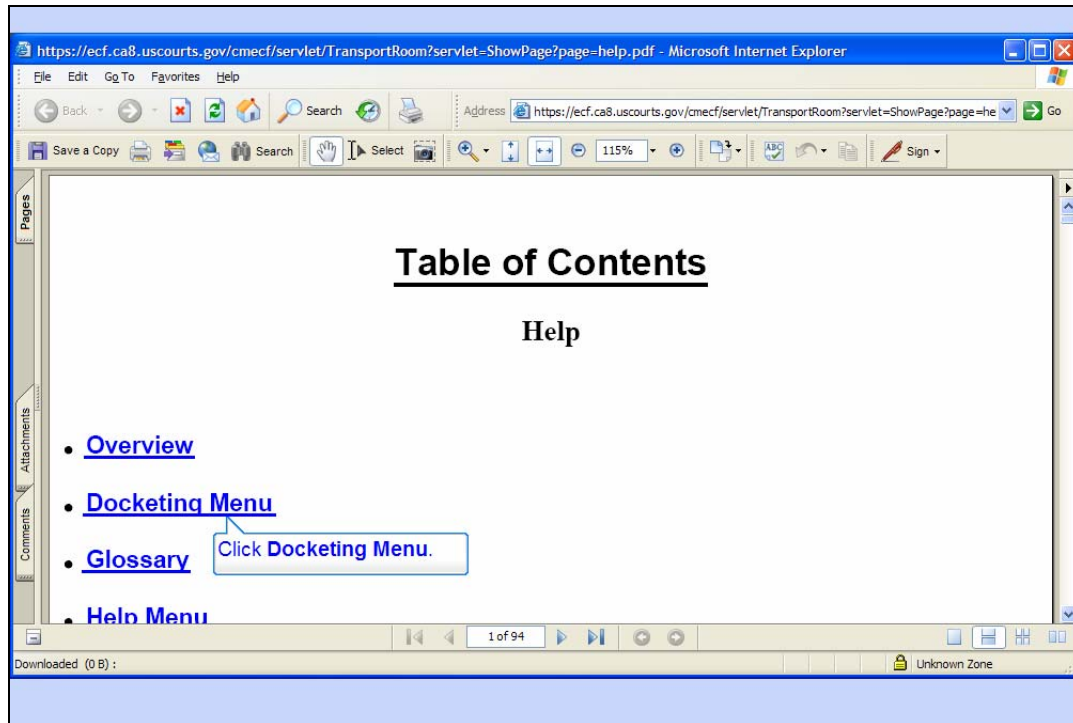 https://ecf.ca8.uscourts.gov/cmecf/servlet/TransportRoom?servlet=ShowPage?page=help.pdf - Microsoft Internet Explorer
File Edit Go To Favorites Help
Back Search Address https://ecf.ca8.uscourts.gov/cmecf/servlet/TransportRoom?servlet=ShowPage?page=he Go
Save a Copy Search Select 115% ABC Sign
Pages
Attachments
Comments
Table of Contents
Help
• Overview
• Docketing Menu
Click Docketing Menu.
• Glossary
• Help Menu
1 of 94
Downloaded (0 B) : Unknown Zone